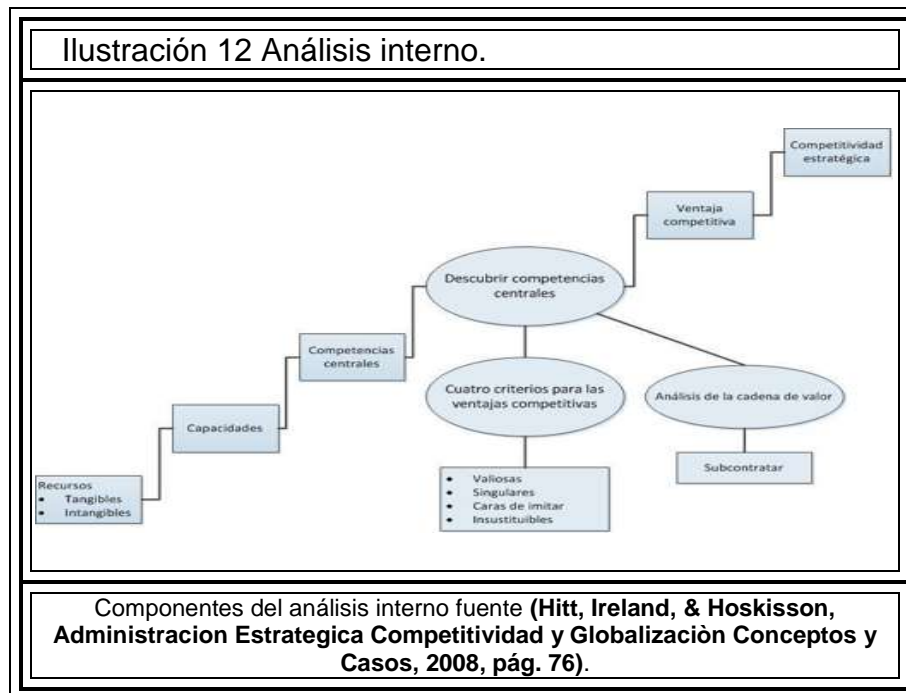 Ilustración 12 Análisis interno.
Competitividad
estratégica
Ventaja
competitiva
Descubrir competencias
centrales
Competencias
centrales
Cuatro criterios para las
ventajas competitivas
Análisis de la cadena de valor
Capacidades
Subcontratar
• Valiosas
• Singulares
• Caras de imitar
• Insustituibles
Recursos
• Tangibles
• Intangibles
Componentes del análisis interno fuente (Hitt, Ireland, & Hoskisson,
Administracion Estrategica Competitividad y Globalizaciòn Conceptos y
Casos, 2008, pág. 76).